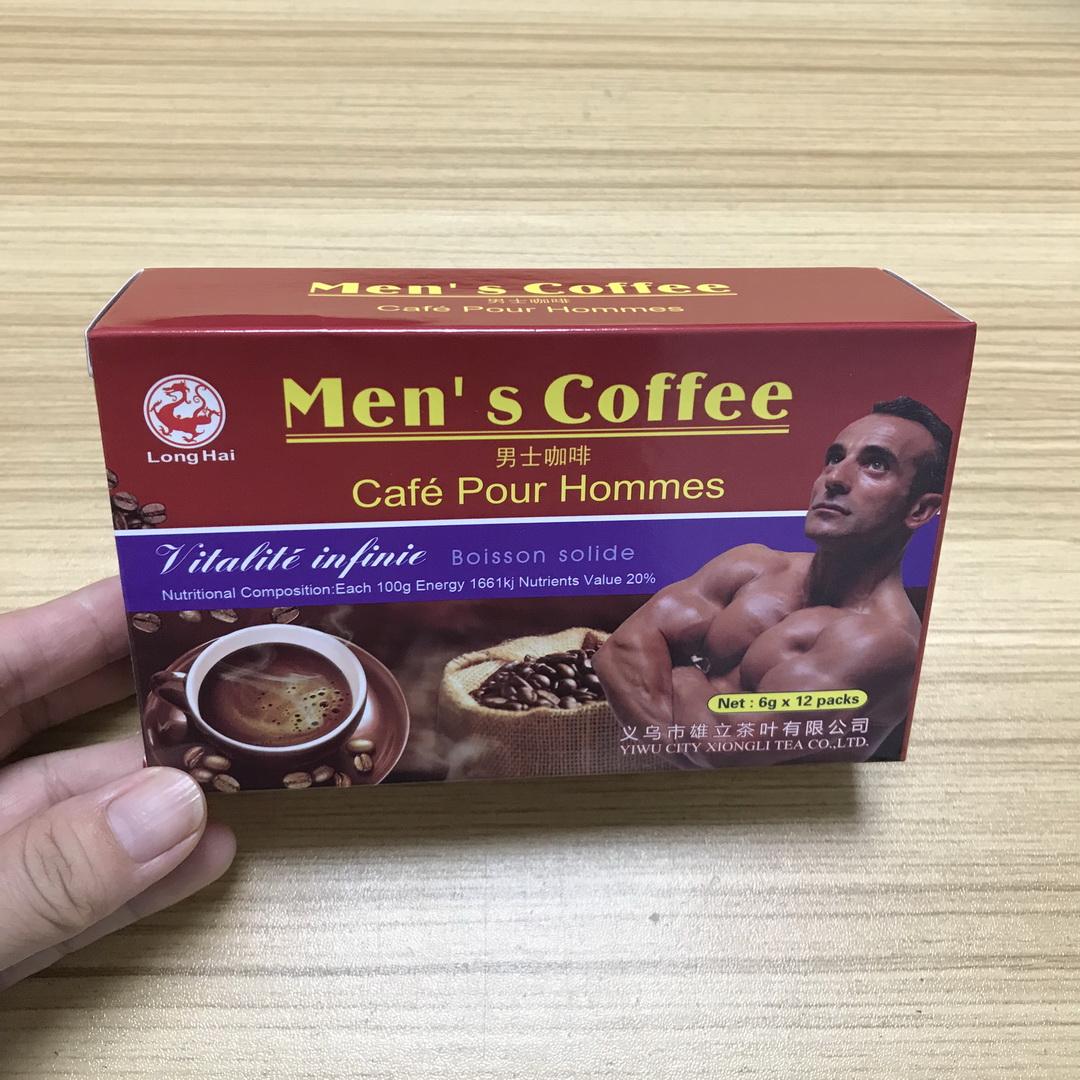 Men' s Coffee
男士咖啡
Café Pour Hommes
Long Hai
Men' s Coffee
男士咖啡
Café Pour Hommes
Vitalité infinie Boisson solide
Nutritional Composition:Each 100g Energy 1661kj Nutrients Value 20%
Net : 6g x 12 packs
义乌市雄立茶叶有限公司
YIWU CITY XIONGLI TEA CO.,LTD.